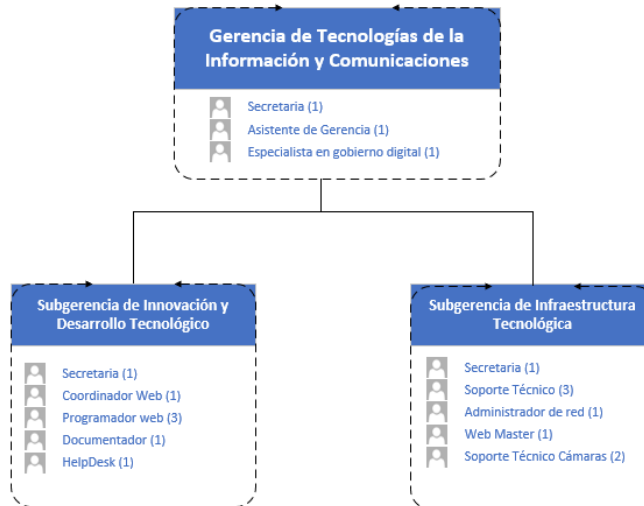 Gerencia de Tecnologías de la
Información y Comunicaciones
Secretaria (1)
Asistente de Gerencia (1)
Especialista en gobierno digital (1)
Subgerencia de Innovación y
Desarrollo Tecnológico
Secretaria (1)
Coordinador Web (1)
Programador web (3)
Documentador (1)
HelpDesk (1)
Subgerencia de Infraestructura
Tecnológica
Secretaria (1)
Soporte Técnico (3)
Administrador de red (1)
Web Master (1)
Soporte Técnico Cámaras (2)